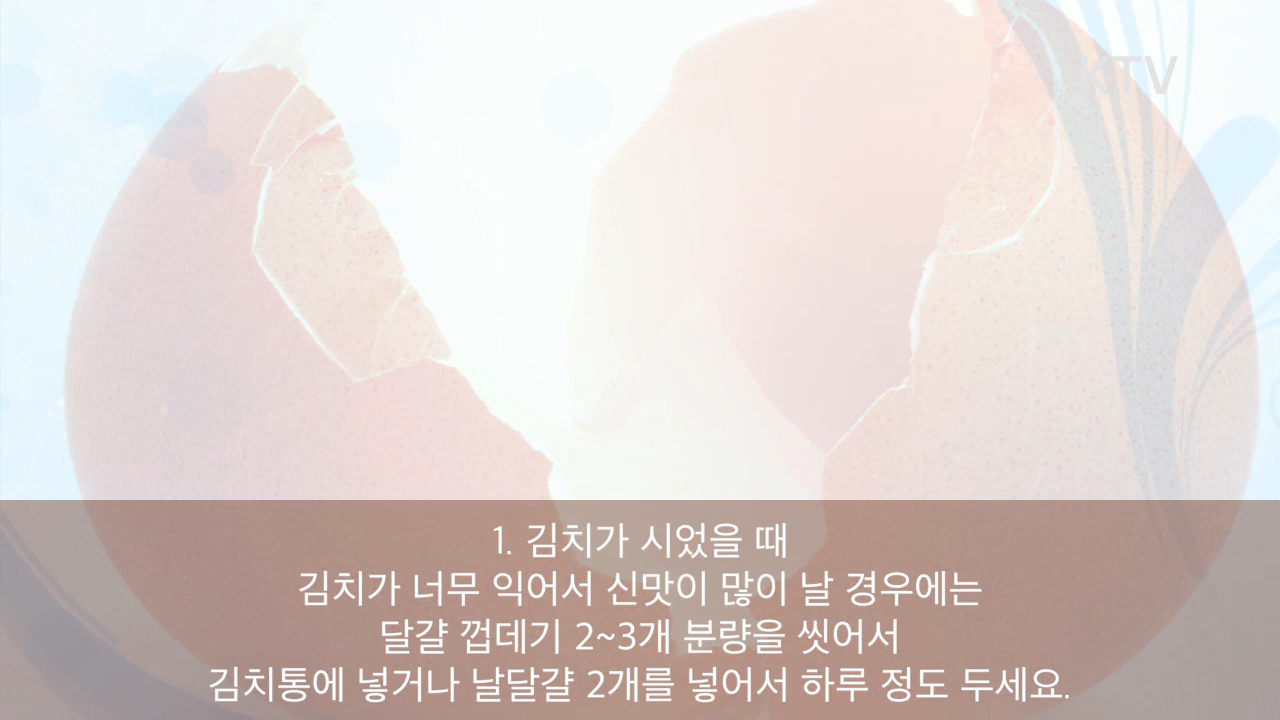 KTV
1. 김치가 시었을 때
김치가 너무 익어서 신맛이 많이 날 경우에는
달걀 껍데기 2~3개 분량을 씻어서
김치통에 넣거나 날달걀 2개를 넣어서 하루 정도 두세요.